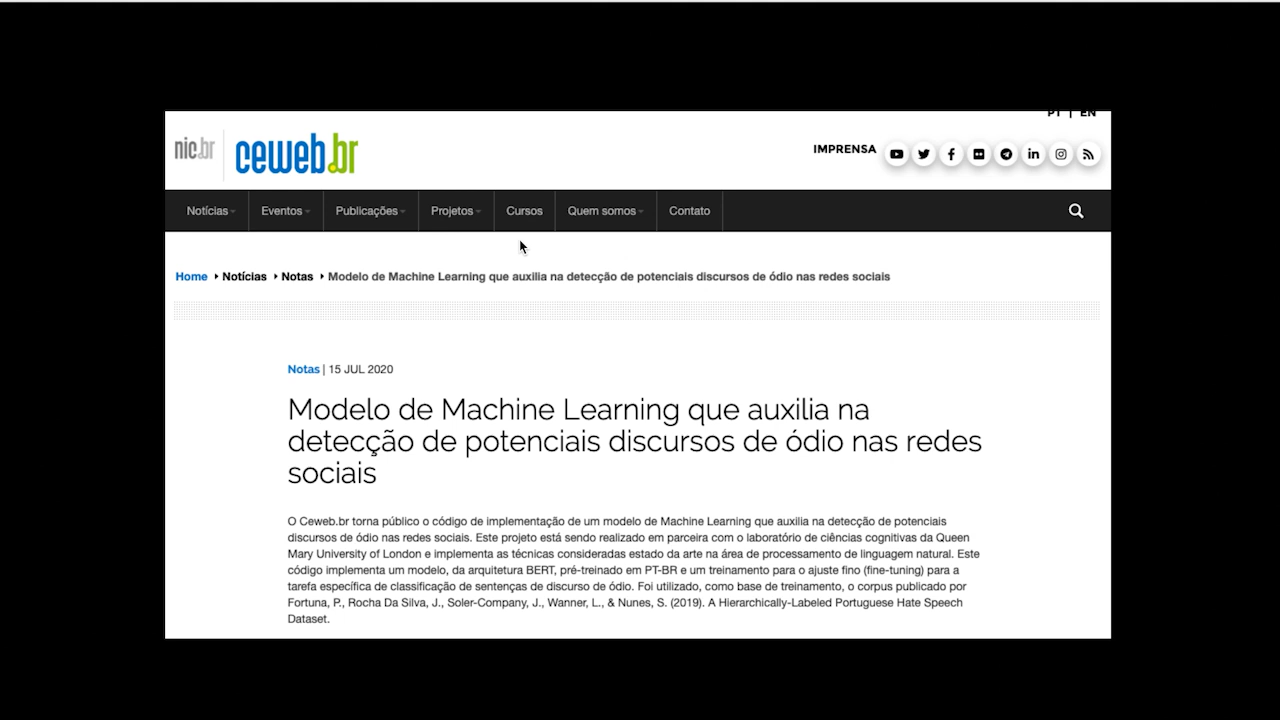 PT | EN
nic.br
ceweb.br
IMPRENSA
Notícias
Eventos
Publicações
Projetos
Cursos
Quem somos
Contato
Home Notícias Notas Modelo de Machine Learning que auxilia na detecção de potenciais discursos de ódio nas redes sociais
Notas | 15 JUL 2020
Modelo de Machine Learning que auxilia na
detecção de potenciais discursos de ódio nas redes
sociais
O Ceweb.br torna público o código de implementação de um modelo de Machine Learning que auxilia na detecção de potenciais
discursos de ódio nas redes sociais. Este projeto está sendo realizado em parceira com o laboratório de ciências cognitivas da Queen
Mary University of London e implementa as técnicas consideradas estado da arte na área de processamento de linguagem natural. Este
código implementa um modelo, da arquitetura BERT, pré-treinado em PT-BR e um treinamento para o ajuste fino (fine-tuning) para a
tarefa específica de classificação de sentenças de discurso de ódio. Foi utilizado, como base de treinamento, o corpus publicado por
Fortuna, P., Rocha Da Silva, J., Soler-Company, J., Wanner, L., & Nunes, S. (2019). A Hierarchically-Labeled Portuguese Hate Speech
Dataset.